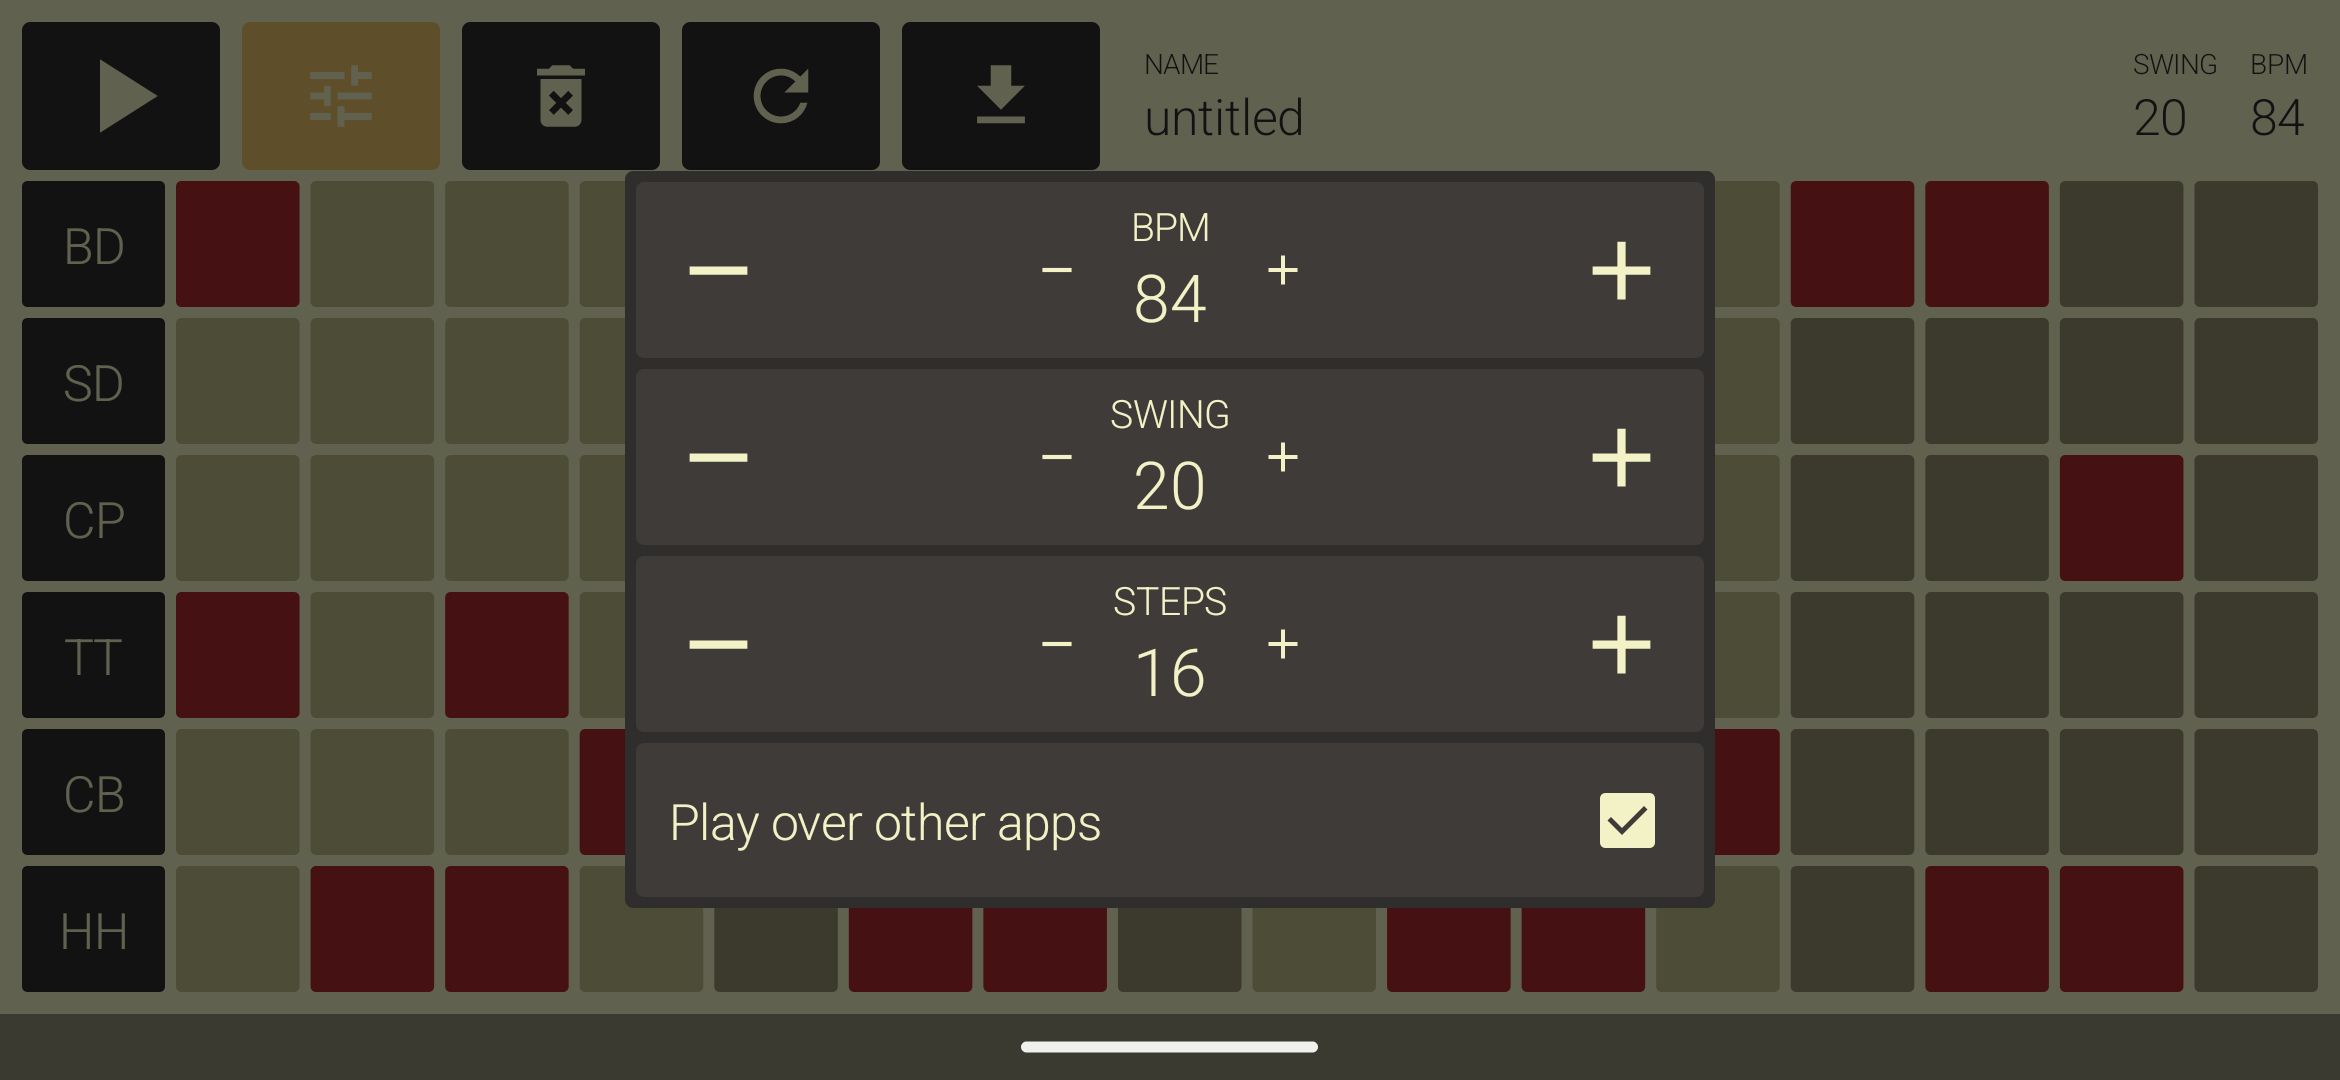 NAME
untitled
SWING
20
BPM
84
BD
SD
CP
TT
CB
HH
BPM
84
SWING
20
STEPS
16
Play over other apps